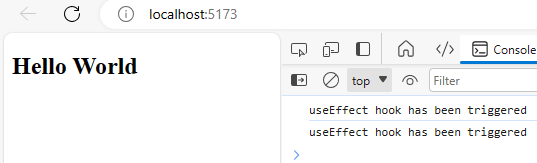 localhost:5173
Hello World
Console
top
Filter
useEffect hook has been triggered
useEffect hook has been triggered